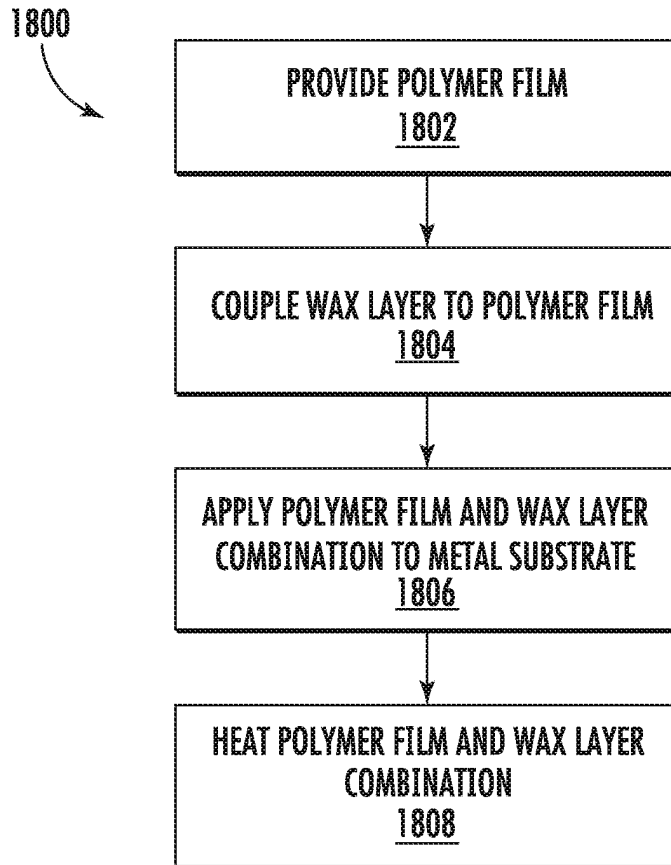 1800
PROVIDE POLYMER FILM
1802
COUPLE WAX LAYER TO POLYMER FILM
1804
APPLY POLYMER FILM AND WAX LAYER
COMBINATION TO METAL SUBSTRATE
1806
HEAT POLYMER FILM AND WAX LAYER
COMBINATION
1808